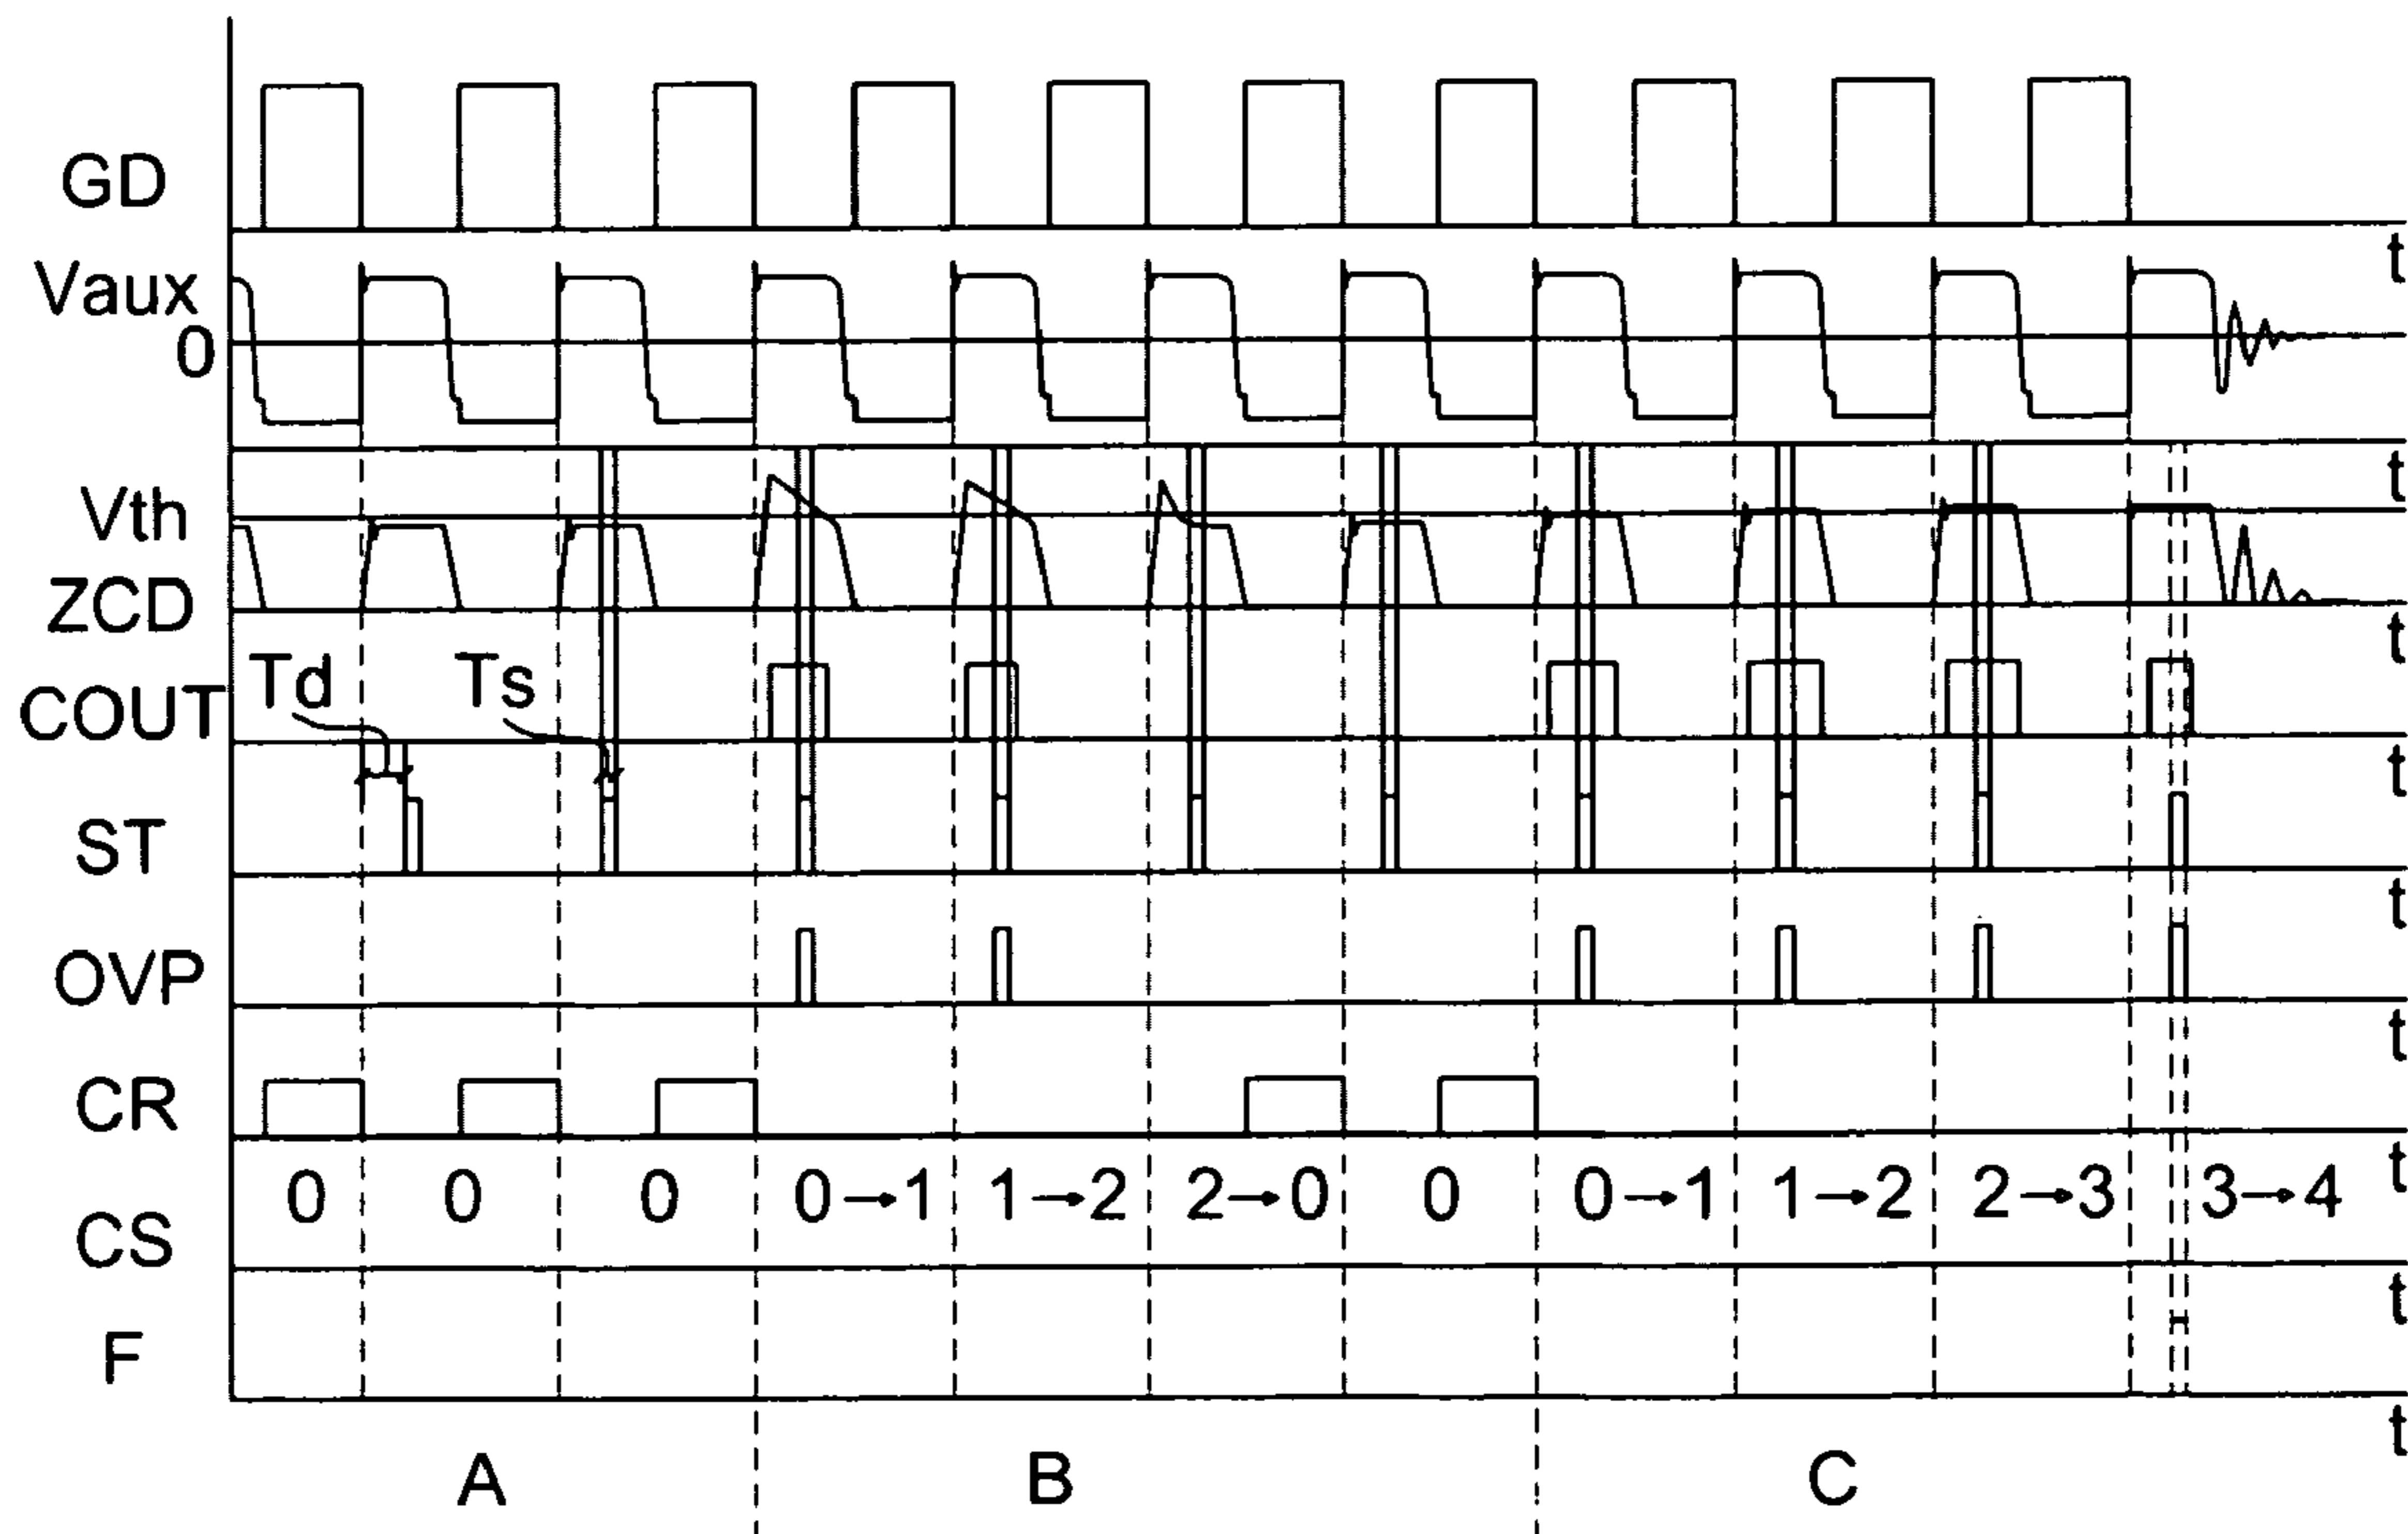 GD
t
Vaux
0
t
Vth
ZCD
t
Td
Ts
COUT
t
ST
t
OVP
t
CR
t
0 0 0 0→1 1→2 2→0 0 0→1 1→2 2→3 3→4
CS
t
F
t
A B C